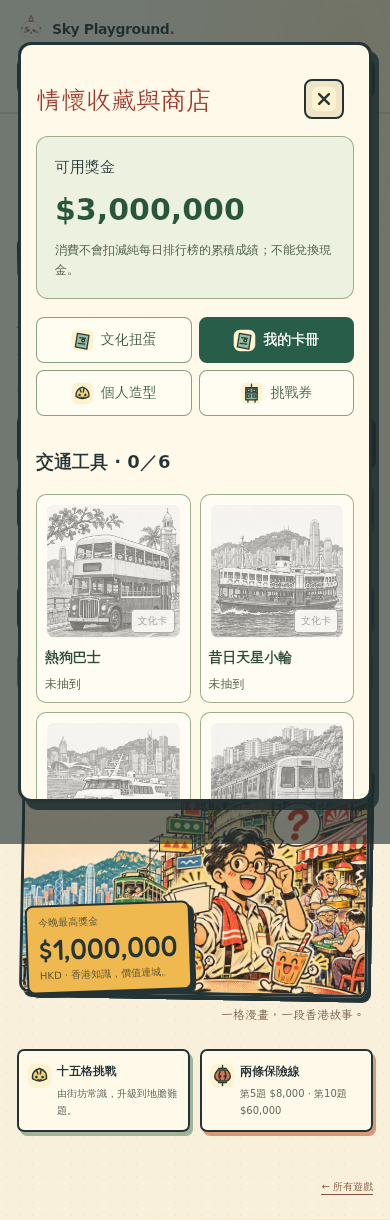 Sky Playground.
情懷收藏與商店
可用獎金
$3,000,000
消費不會扣減純每日排行榜的累積成績；不能兌換現
金。
文化扭蛋
我的卡冊
個人造型
挑戰券
交通工具 · 0／6
文化卡
文化卡
熱狗巴士
昔日天星小輪
未抽到
未抽到
?
今晚最高獎金
$1,000,000
HKD · 香港知識，價值連城。
一格漫畫，一段香港故事。
十五格挑戰
由街坊常識，升級到地膽難
題。
兩條保險線
第5題 $8,000 · 第10題
$60,000
← 所有遊戲